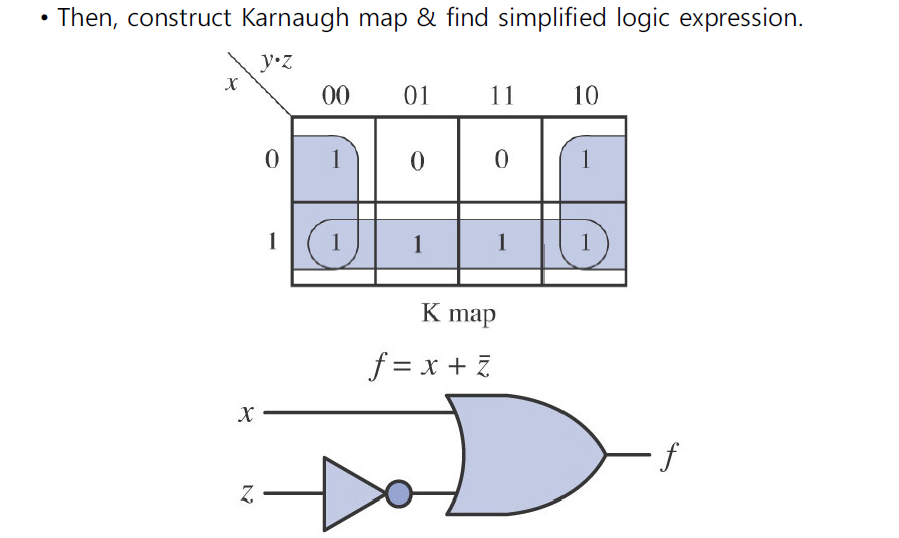 • Then, construct Karnaugh map & find simplified logic expression.
y·z
x
00 01 11 10
0 1 0 0 1
1 1 1 1 1
K map
f = x + z̄
x
f
z